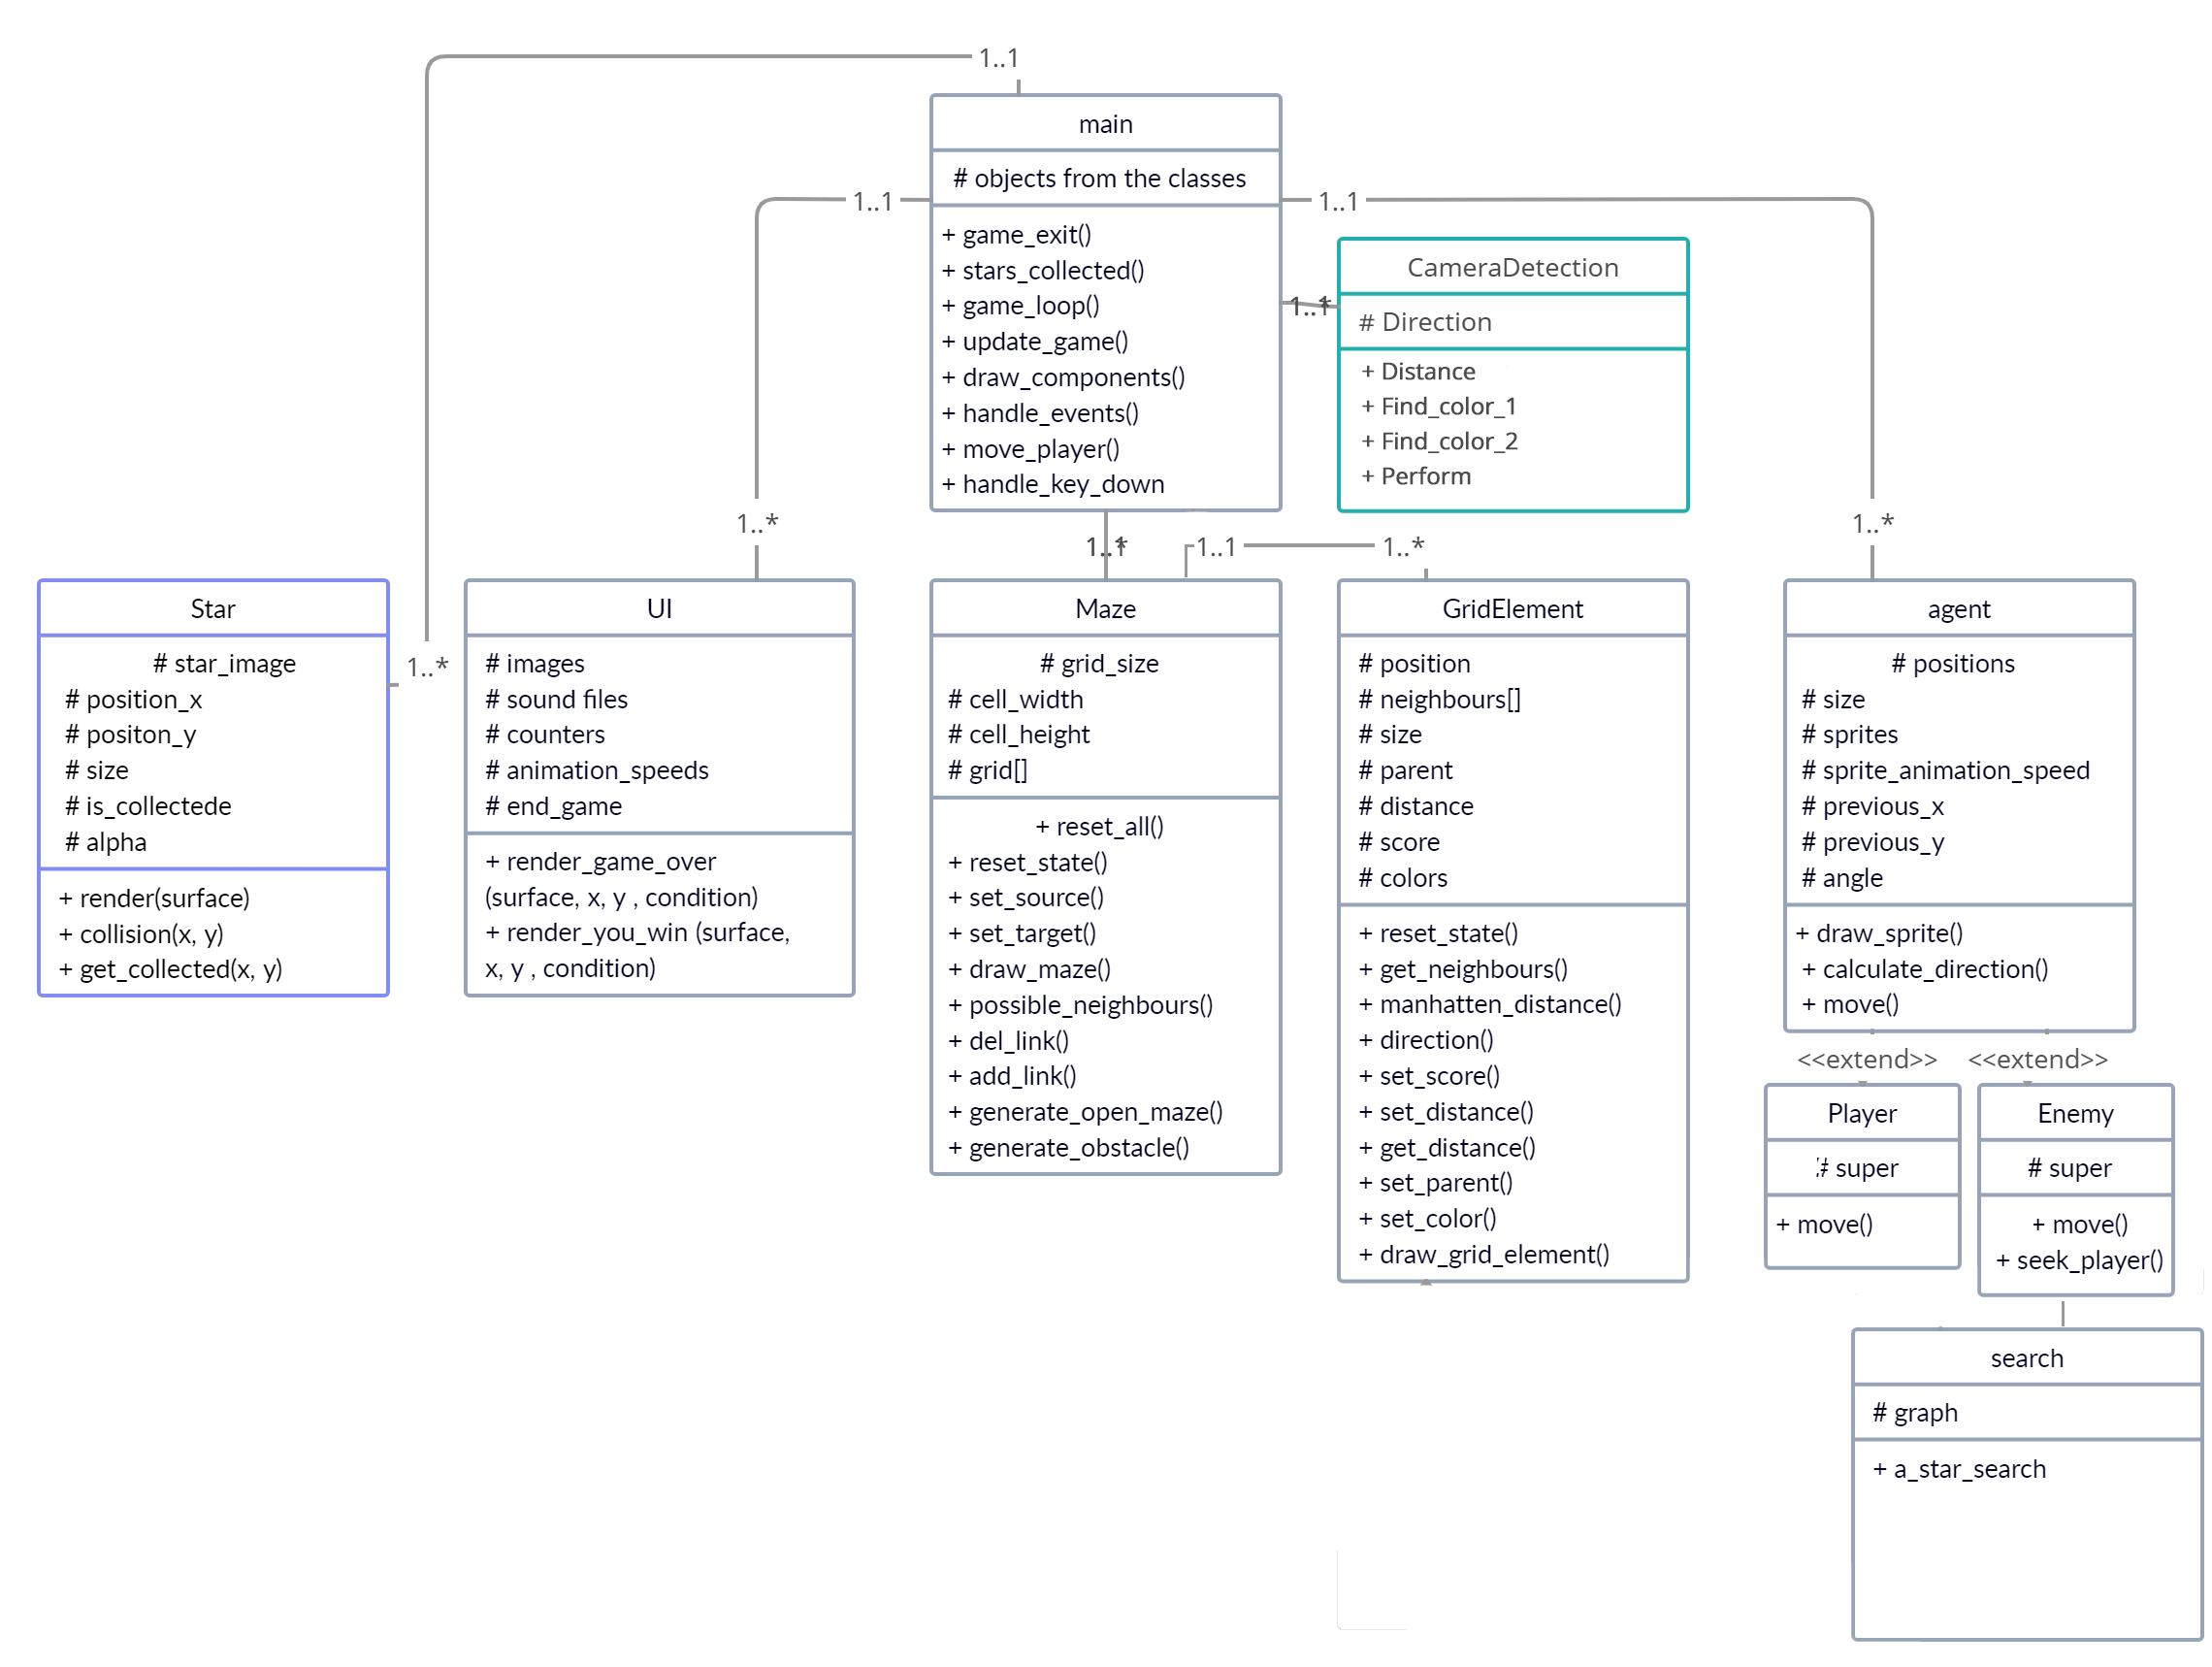 1..1
main
# objects from the classes
1..1
1..1
+ game_exit()
+ stars_collected()
+ game_loop()
+ update_game()
+ draw_components()
+ handle_events()
+ move_player()
+ handle_key_down
CameraDetection
# Direction
+ Distance
+ Find_color_1
+ Find_color_2
+ Perform
1..*
1..*
1..1
1..*
1..*
Star
# star_image
# position_x
# positon_y
# size
# is_collectede
# alpha
+ render(surface)
+ collision(x, y)
+ get_collected(x, y)
1..*
UI
# images
# sound files
# counters
# animation_speeds
# end_game
+ render_game_over
(surface, x, y , condition)
+ render_you_win (surface,
x, y , condition)
Maze
# grid_size
# cell_width
# cell_height
# grid[]
+ reset_all()
+ reset_state()
+ set_source()
+ set_target()
+ draw_maze()
+ possible_neighbours()
+ del_link()
+ add_link()
+ generate_open_maze()
+ generate_obstacle()
GridElement
# position
# neighbours[]
# size
# parent
# distance
# score
# colors
+ reset_state()
+ get_neighbours()
+ manhatten_distance()
+ direction()
+ set_score()
+ set_distance()
+ get_distance()
+ set_parent()
+ set_color()
+ draw_grid_element()
1..*
agent
# positions
# size
# sprites
# sprite_animation_speed
# previous_x
# previous_y
# angle
+ draw_sprite()
+ calculate_direction()
+ move()
<<extend>>
<<extend>>
Player
# super
+ move()
Enemy
# super
+ move()
+ seek_player()
search
# graph
+ a_star_search